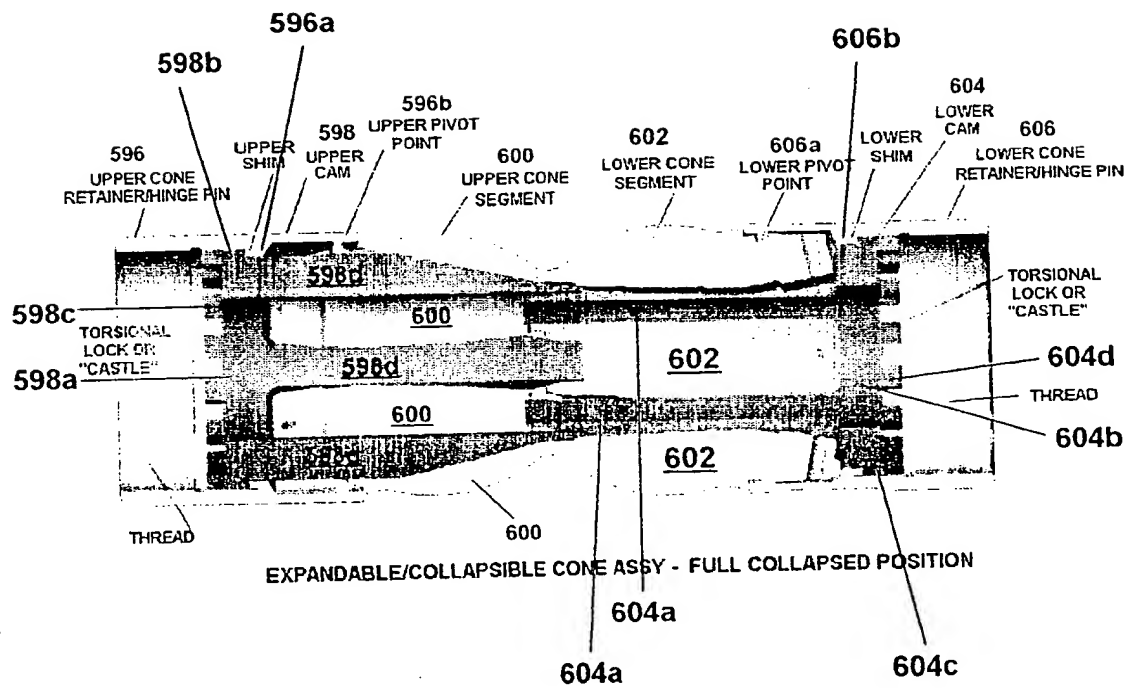 596a
606b
598b
596b
UPPER PIVOT
POINT
604
LOWER
CAM
598
UPPER
CAM
UPPER
SHIM
596
UPPER CONE
RETAINER/HINGE PIN
600
UPPER CONE
SEGMENT
602
LOWER CONE
SEGMENT
606a
LOWER PIVOT
POINT
LOWER
SHIM
606
LOWER CONE
RETAINER/HINGE PIN
598d
TORSIONAL
LOCK OR
"CASTLE"
598c
600
TORSIONAL
LOCK OR
"CASTLE"
602
604d
598a
598d
THREAD
600
604b
602
600
THREAD
EXPANDABLE/COLLAPSIBLE CONE ASSY - FULL COLLAPSED POSITION
604a
604a
604c